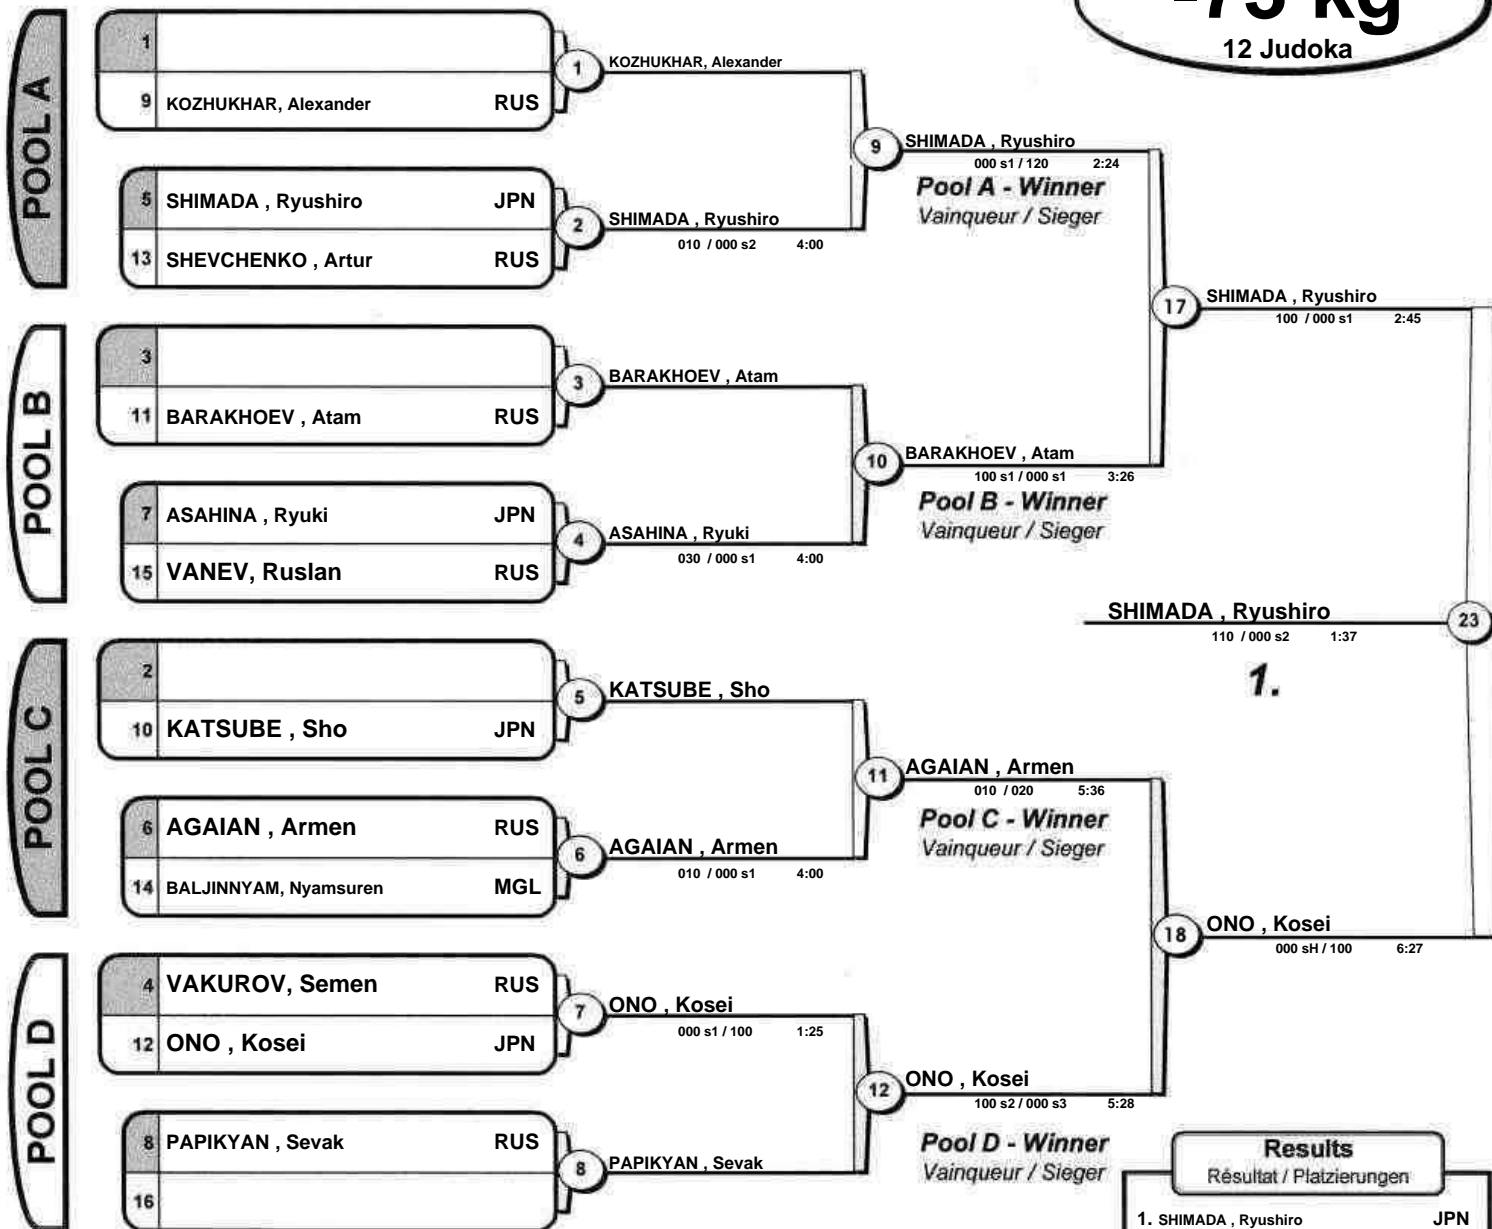 -73 kg
12 Judoka
POOL A
1
9 KOZHUKHAR, Alexander RUS
1
KOZHUKHAR, Alexander
5 SHIMADA , Ryushiro JPN
13 SHEVCHENKO , Artur RUS
2
SHIMADA , Ryushiro
010 / 000 s2 4:00
9
SHIMADA , Ryushiro
000 s1 / 120 2:24
Pool A - Winner
Vainqueur / Sieger
POOL B
3
11 BARAKHOEV , Atam RUS
3
BARAKHOEV , Atam
7 ASAHINA , Ryuki JPN
15 VANEV, Ruslan RUS
4
ASAHINA , Ryuki
030 / 000 s1 4:00
10
BARAKHOEV , Atam
100 s1 / 000 s1 3:26
Pool B - Winner
Vainqueur / Sieger
17
SHIMADA , Ryushiro
100 / 000 s1 2:45
SHIMADA , Ryushiro
110 / 000 s2 1:37
1.
23
POOL C
2
10 KATSUBE , Sho JPN
5
KATSUBE , Sho
6 AGAIAN , Armen RUS
14 BALJINNYAM, Nyamsuren MGL
6
AGAIAN , Armen
010 / 000 s1 4:00
11
AGAIAN , Armen
010 / 020 5:36
Pool C - Winner
Vainqueur / Sieger
POOL D
4 VAKUROV, Semen RUS
12 ONO , Kosei JPN
7
ONO , Kosei
000 s1 / 100 1:25
8 PAPIKYAN , Sevak RUS
16
8
PAPIKYAN , Sevak
12
ONO , Kosei
100 s2 / 000 s3 5:28
Pool D - Winner
Vainqueur / Sieger
18
ONO , Kosei
000 sH / 100 6:27
Results
Résultat / Platzierungen
1. SHIMADA , Ryushiro JPN